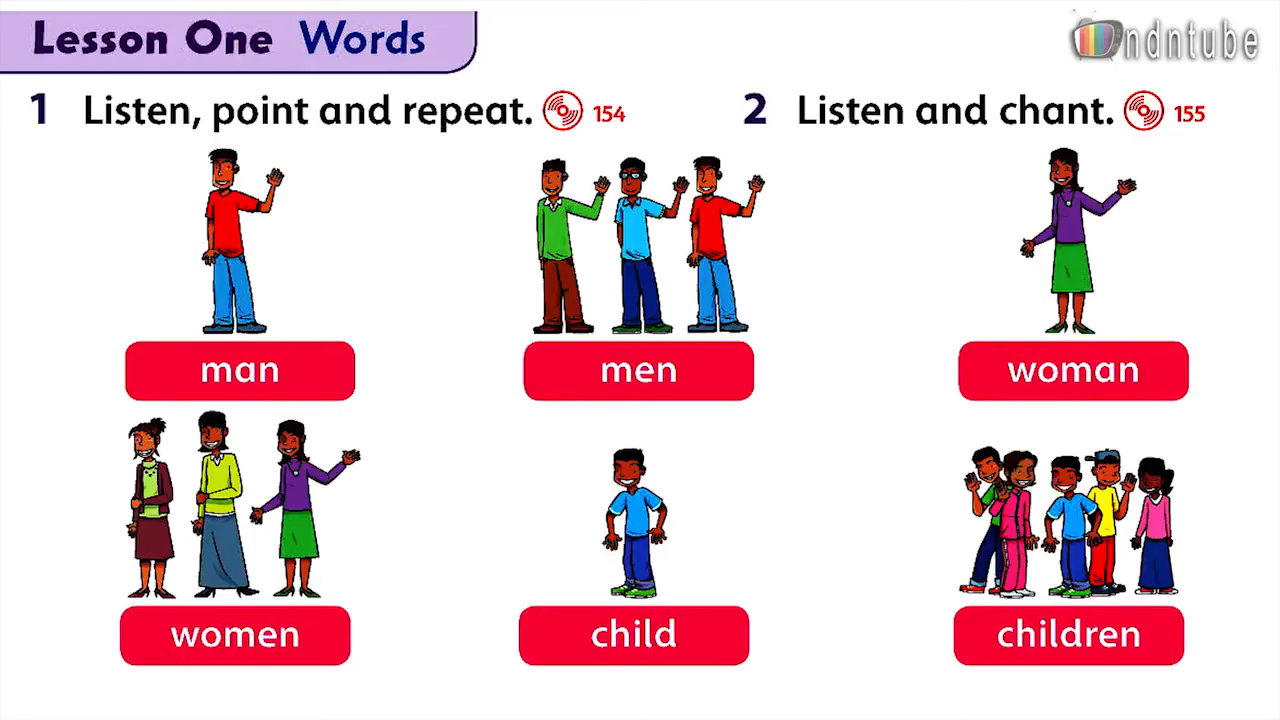 Lesson One Words
ndntube
1 Listen, point and repeat. 154
2 Listen and chant. 155
man
men
woman
women
child
children